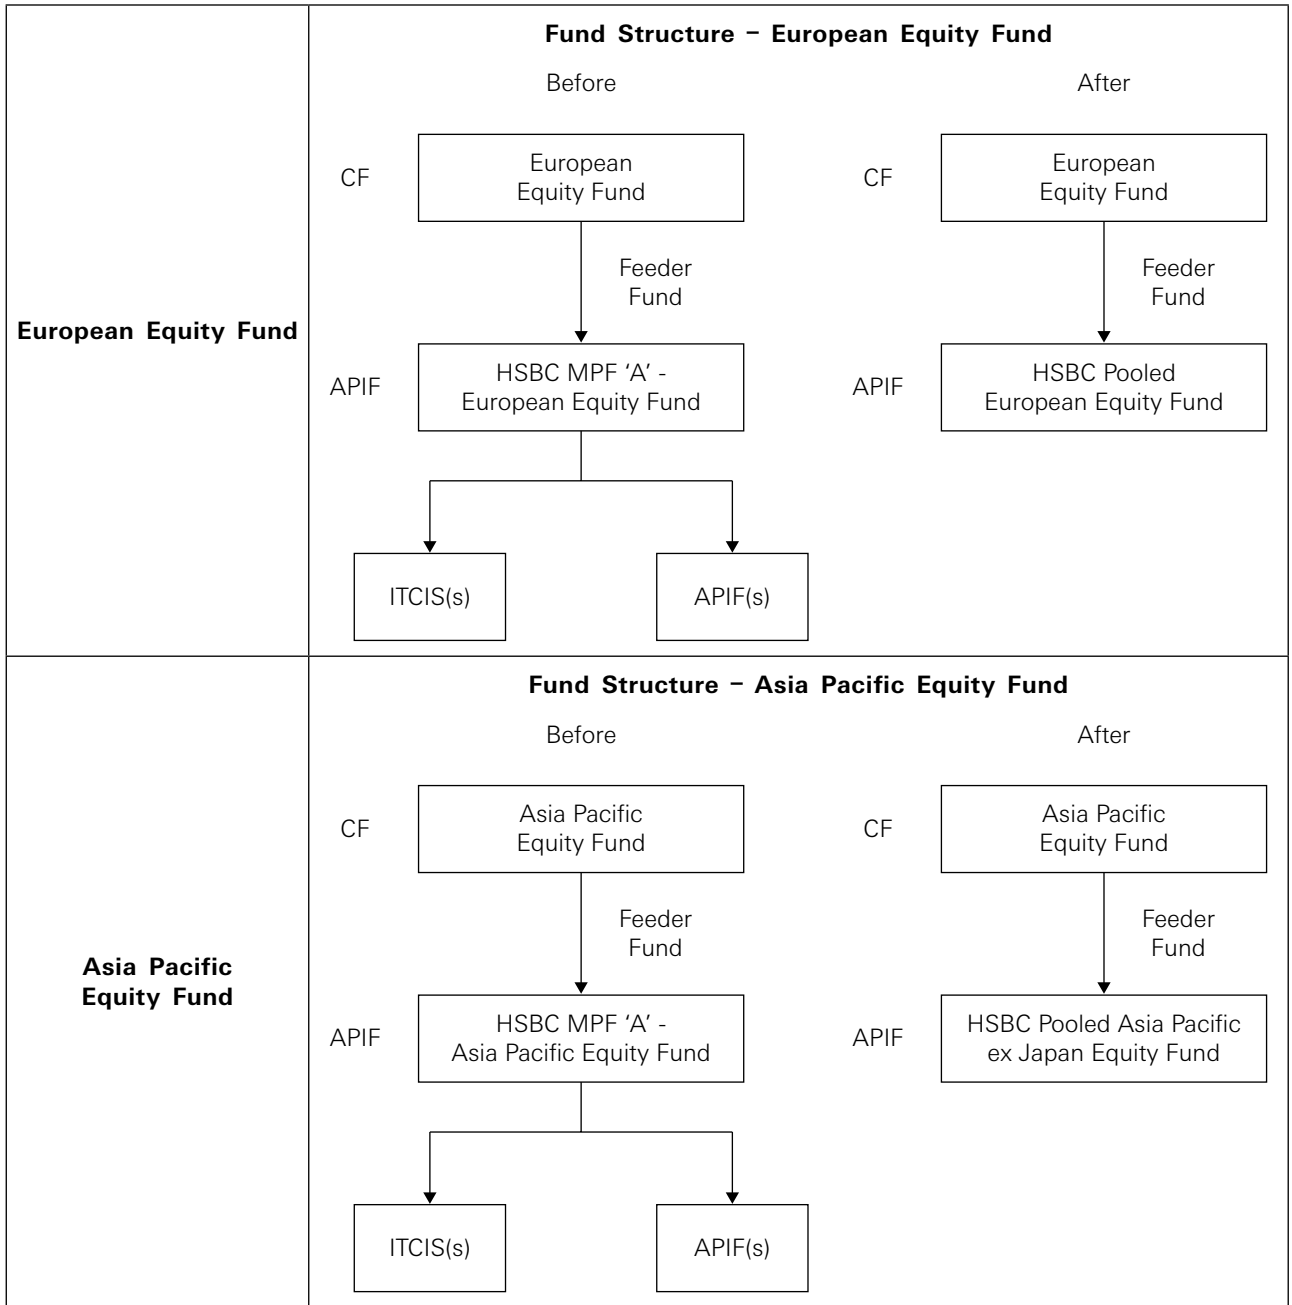 Fund Structure – European Equity Fund
Before
After
CF
European
Equity Fund
CF
European
Equity Fund
Feeder
Fund
Feeder
Fund
European Equity Fund
APIF
HSBC MPF ‘A’ -
European Equity Fund
APIF
HSBC Pooled
European Equity Fund
ITCIS(s)
APIF(s)
Fund Structure – Asia Pacific Equity Fund
Before
After
CF
Asia Pacific
Equity Fund
CF
Asia Pacific
Equity Fund
Feeder
Fund
Feeder
Fund
Asia Pacific
Equity Fund
APIF
HSBC MPF ‘A’ -
Asia Pacific Equity Fund
APIF
HSBC Pooled Asia Pacific
ex Japan Equity Fund
ITCIS(s)
APIF(s)